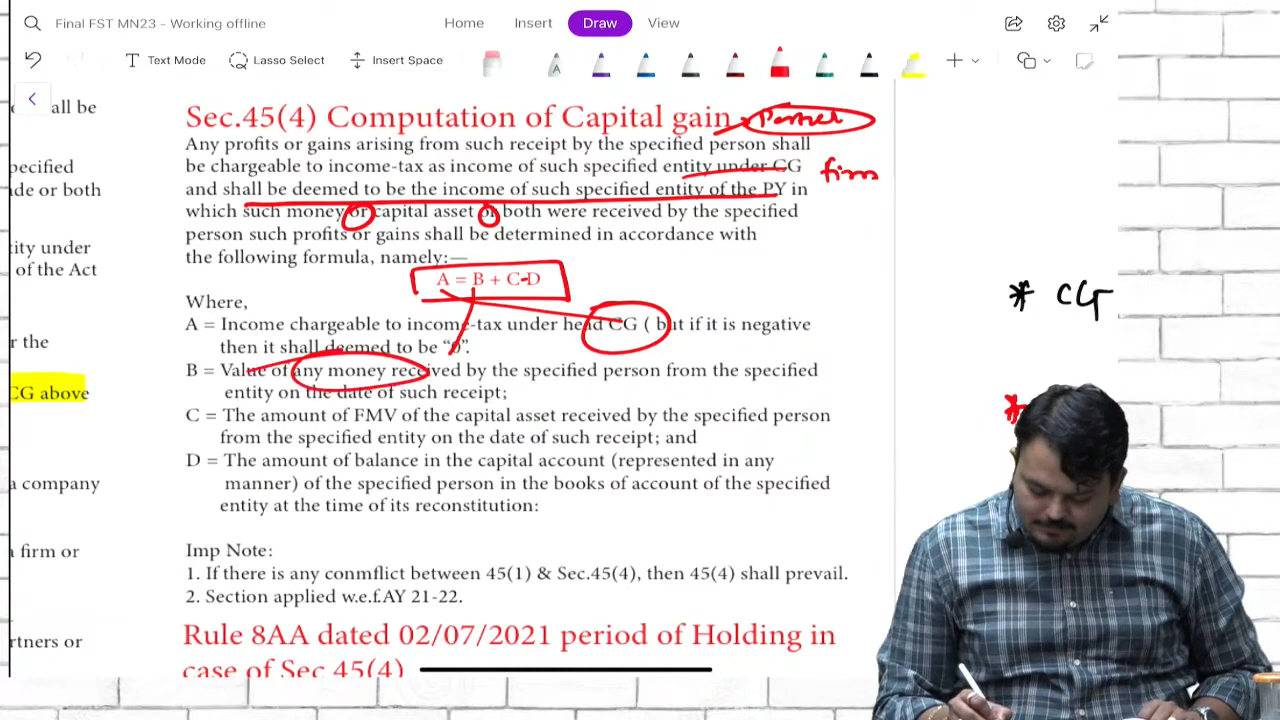 Final FST MN23 - Working offline
Home Insert Draw View
Text Mode Lasso Select Insert Space
all be
Sec.45(4) Computation of Capital gain Partner
Any profits or gains arising from such receipt by the specified person shall
be chargeable to income-tax as income of such specified entity under CG firm
and shall be deemed to be the income of such specified entity of the PY in
which such money or capital asset or both were received by the specified
person such profits or gains shall be determined in accordance with
the following formula, namely:—
A = B + C-D
Where,
A = Income chargeable to income-tax under head CG ( but if it is negative
then it shall deemed to be "0".
B = Value of any money received by the specified person from the specified
entity on the date of such receipt;
C = The amount of FMV of the capital asset received by the specified person
from the specified entity on the date of such receipt; and
D = The amount of balance in the capital account (represented in any
manner) of the specified person in the books of account of the specified
entity at the time of its reconstitution:
Imp Note:
1. If there is any conmflict between 45(1) & Sec.45(4), then 45(4) shall prevail.
2. Section applied w.e.f.AY 21-22.
Rule 8AA dated 02/07/2021 period of Holding in
case of Sec 45(4)
pecified
de or both
tity under
of the Act
r the
CG above
a company
firm or
rtners or
* CG
*